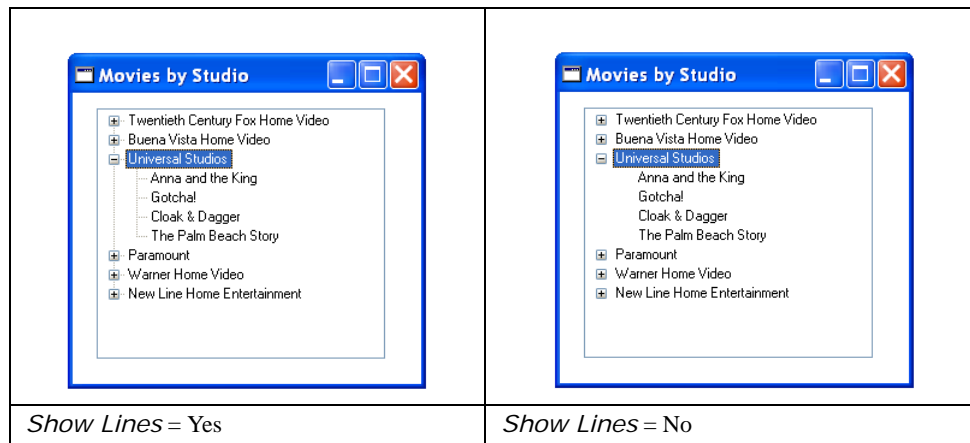 Movies by Studio
Twentieth Century Fox Home Video
Buena Vista Home Video
Universal Studios
Anna and the King
Gotcha!
Cloak & Dagger
The Palm Beach Story
Paramount
Warner Home Video
New Line Home Entertainment
Show Lines = Yes
Movies by Studio
Twentieth Century Fox Home Video
Buena Vista Home Video
Universal Studios
Anna and the King
Gotcha!
Cloak & Dagger
The Palm Beach Story
Paramount
Warner Home Video
New Line Home Entertainment
Show Lines = No